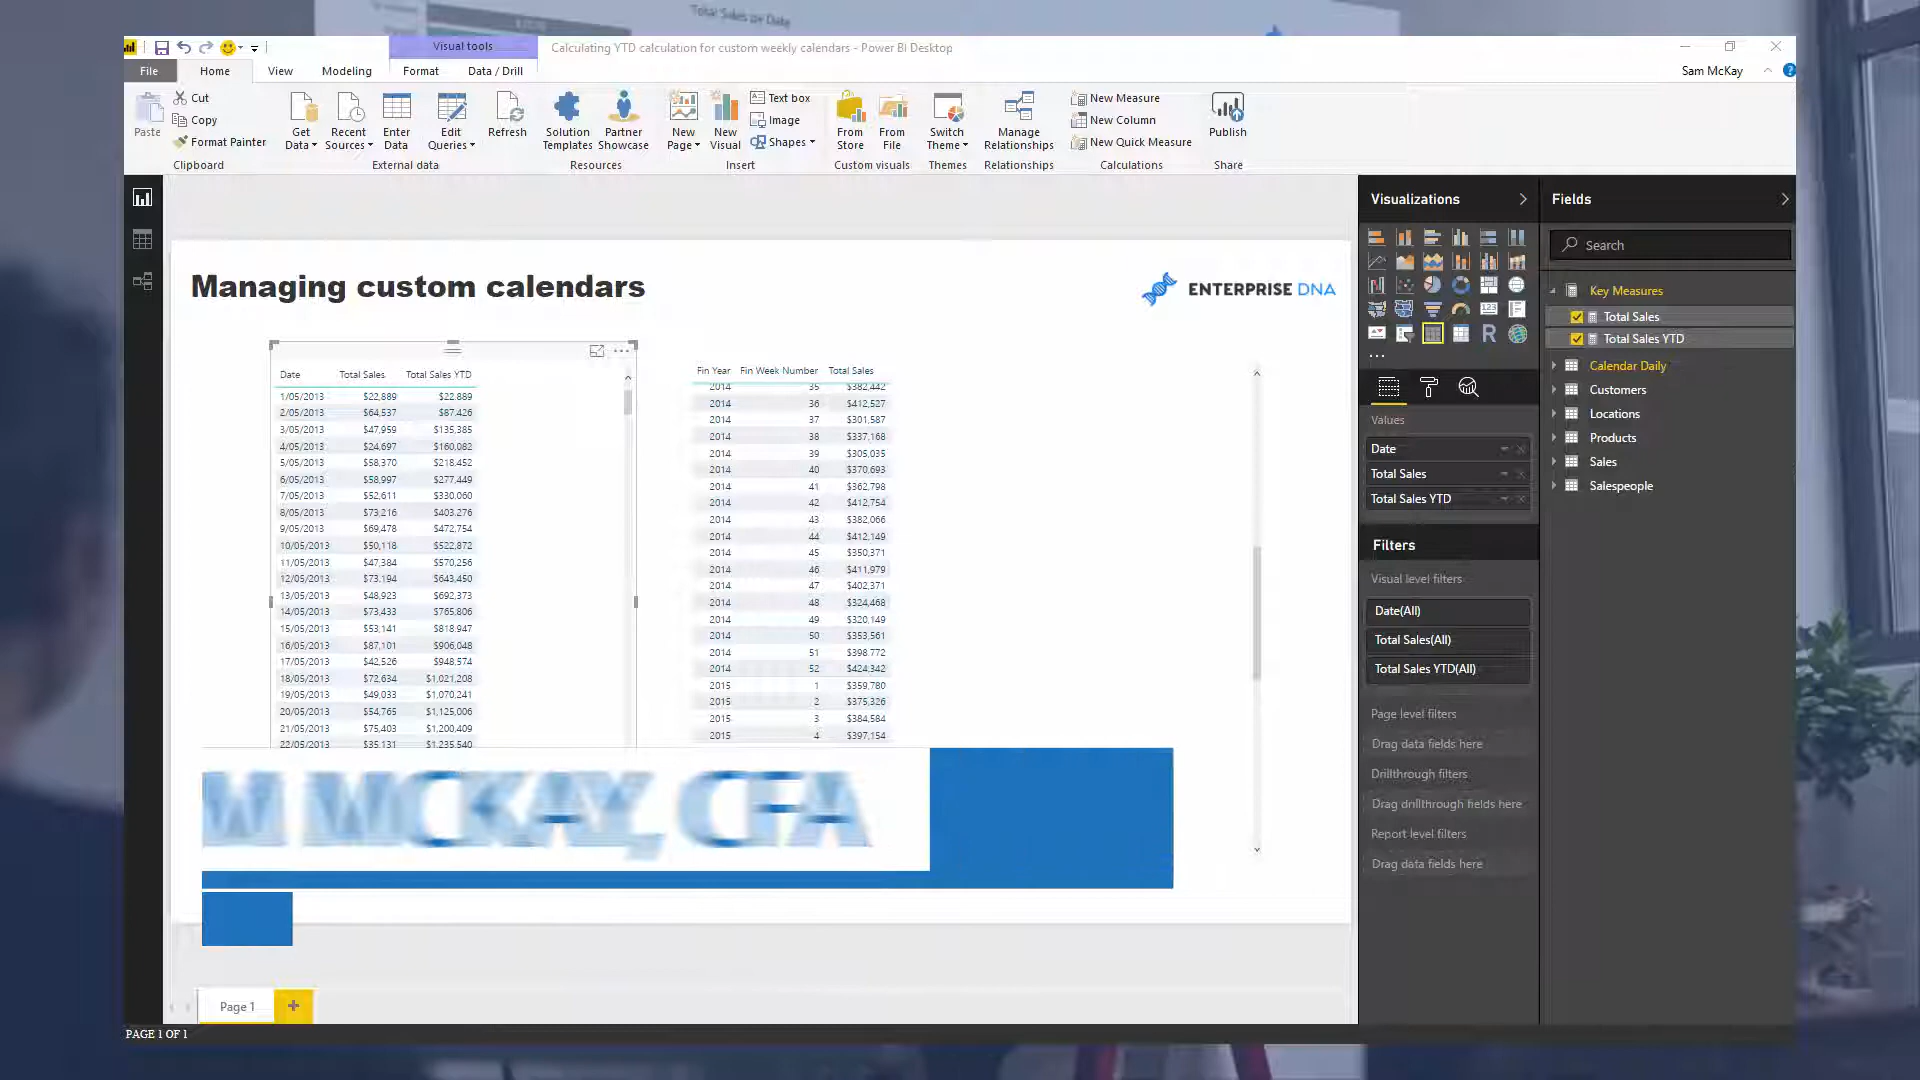 Total Sales by Date
Visual tools
Calculating YTD calculation for custom weekly calendars - Power BI Desktop
File Home View Modeling Format Data / Drill
Sam McKay
Paste
Cut
Copy
Format Painter
Clipboard
Get Data
Recent Sources
Enter Data
Edit Queries
Refresh
External data
Solution Templates
Partner Showcase
Resources
New Page
New Visual
Text box
Image
Shapes
Insert
From Store
From File
Custom visuals
Switch Theme
Themes
Manage Relationships
Relationships
New Measure
New Column
New Quick Measure
Calculations
Publish
Share
Managing custom calendars
ENTERPRISE DNA
Date Total Sales Total Sales YTD
1/05/2013 $22,889 $22,889
2/05/2013 $64,537 $87,426
3/05/2013 $47,959 $135,385
4/05/2013 $24,697 $160,082
5/05/2013 $58,370 $218,452
6/05/2013 $58,997 $277,449
7/05/2013 $52,611 $330,060
8/05/2013 $73,216 $403,276
9/05/2013 $69,478 $472,754
10/05/2013 $50,118 $522,872
11/05/2013 $47,384 $570,256
12/05/2013 $73,194 $643,450
13/05/2013 $48,923 $692,373
14/05/2013 $73,433 $765,806
15/05/2013 $53,141 $818,947
16/05/2013 $87,101 $906,048
17/05/2013 $42,526 $948,574
18/05/2013 $72,634 $1,021,208
19/05/2013 $49,033 $1,070,241
20/05/2013 $54,765 $1,125,006
21/05/2013 $75,403 $1,200,409
22/05/2013 $35,131 $1,235,540
Fin Year Fin Week Number Total Sales
2014 35 $382,442
2014 36 $412,527
2014 37 $301,587
2014 38 $337,168
2014 39 $305,035
2014 40 $370,693
2014 41 $362,798
2014 42 $412,754
2014 43 $382,066
2014 44 $412,149
2014 45 $350,371
2014 46 $411,979
2014 47 $402,371
2014 48 $324,468
2014 49 $320,149
2014 50 $353,561
2014 51 $398,772
2014 52 $424,342
2015 1 $359,780
2015 2 $375,326
2015 3 $384,584
2015 4 $397,154
M MCKAY, CFA
Page 1
PAGE 1 OF 1
Visualizations
Values
Date
Total Sales
Total Sales YTD
Filters
Visual level filters
Date(All)
Total Sales(All)
Total Sales YTD(All)
Page level filters
Drag data fields here
Drillthrough filters
Drag drillthrough fields here
Report level filters
Drag data fields here
Fields
Search
Key Measures
Total Sales
Total Sales YTD
Calendar Daily
Customers
Locations
Products
Sales
Salespeople